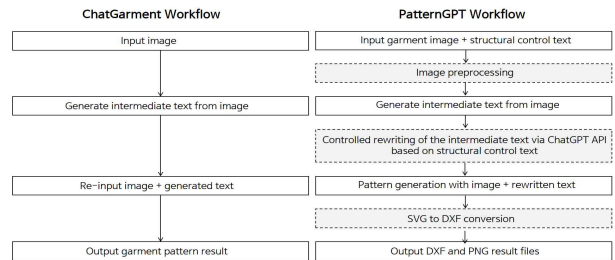 ChatGarment Workflow
Input image
Generate intermediate text from image
Re-input image + generated text
Output garment pattern result
PatternGPT Workflow
Input garment image + structural control text
Image preprocessing
Generate intermediate text from image
Controlled rewriting of the intermediate text via ChatGPT API
based on structural control text
Pattern generation with image + rewritten text
SVG to DXF conversion
Output DXF and PNG result files